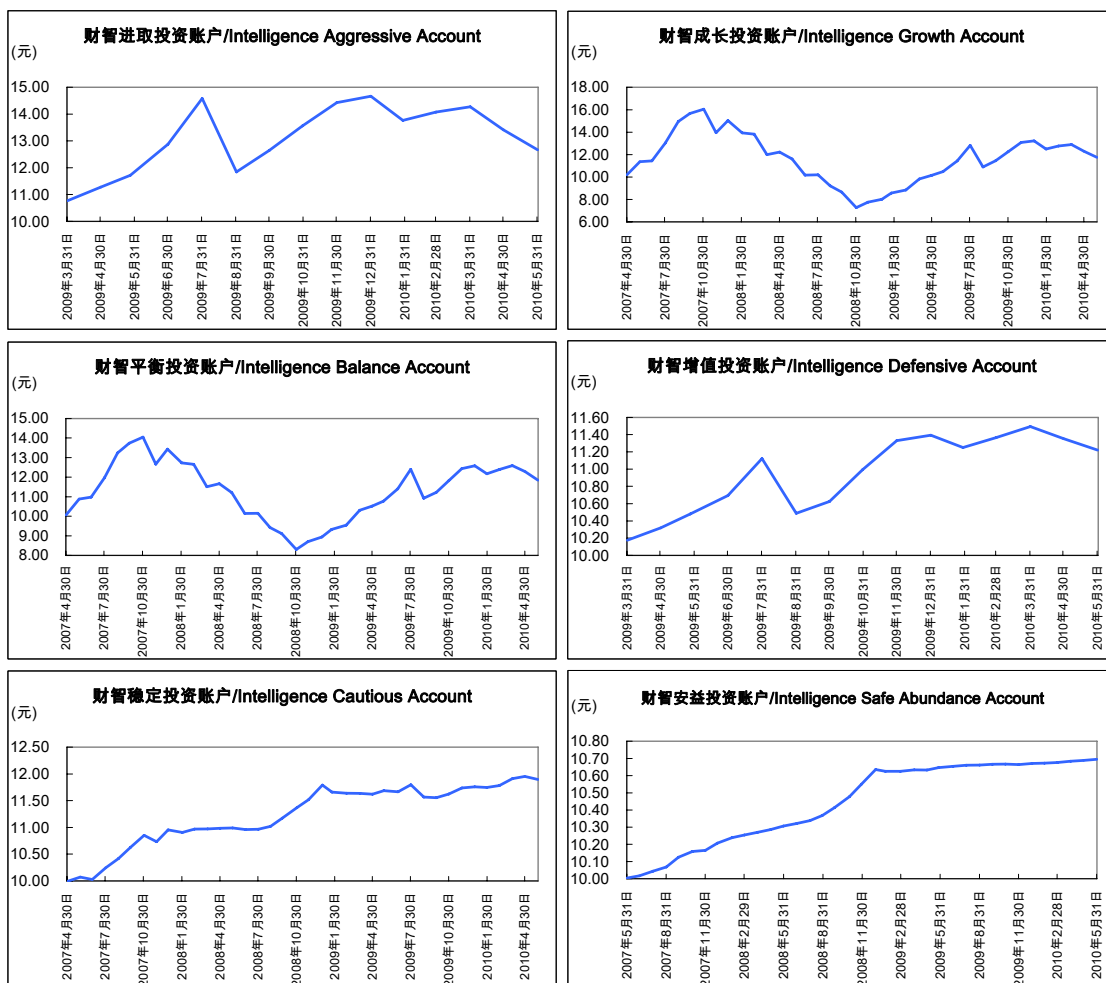 财智进取投资账户/Intelligence Aggressive Account
(元)
15.00
14.00
13.00
12.00
11.00
10.00
2009年3月31日
2009年4月30日
2009年5月31日
2009年6月30日
2009年7月31日
2009年8月31日
2009年9月30日
2009年10月31日
2009年11月30日
2009年12月31日
2010年1月31日
2010年2月28日
2010年3月31日
2010年4月30日
2010年5月31日
财智成长投资账户/Intelligence Growth Account
(元)
18.00
16.00
14.00
12.00
10.00
8.00
6.00
2007年4月30日
2007年7月30日
2007年10月30日
2008年1月30日
2008年4月30日
2008年7月30日
2008年10月30日
2009年1月30日
2009年4月30日
2009年7月30日
2009年10月30日
2010年1月30日
2010年4月30日
财智平衡投资账户/Intelligence Balance Account
(元)
15.00
14.00
13.00
12.00
11.00
10.00
9.00
8.00
2007年4月30日
2007年7月30日
2007年10月30日
2008年1月30日
2008年4月30日
2008年7月30日
2008年10月30日
2009年1月30日
2009年4月30日
2009年7月30日
2009年10月30日
2010年1月30日
2010年4月30日
财智增值投资账户/Intelligence Defensive Account
(元)
11.60
11.40
11.20
11.00
10.80
10.60
10.40
10.20
10.00
2009年3月31日
2009年4月30日
2009年5月31日
2009年6月30日
2009年7月31日
2009年8月31日
2009年9月30日
2009年10月31日
2009年11月30日
2009年12月31日
2010年1月31日
2010年2月28日
2010年3月31日
2010年4月30日
2010年5月31日
财智稳定投资账户/Intelligence Cautious Account
(元)
12.50
12.00
11.50
11.00
10.50
10.00
2007年4月30日
2007年7月30日
2007年10月30日
2008年1月30日
2008年4月30日
2008年7月30日
2008年10月30日
2009年1月30日
2009年4月30日
2009年7月30日
2009年10月30日
2010年1月30日
2010年4月30日
财智安益投资账户/Intelligence Safe Abundance Account
(元)
10.80
10.70
10.60
10.50
10.40
10.30
10.20
10.10
10.00
2007年5月31日
2007年8月31日
2007年11月30日
2008年2月29日
2008年5月31日
2008年8月31日
2008年11月30日
2009年2月28日
2009年5月31日
2009年8月31日
2009年11月30日
2010年2月28日
2010年5月31日